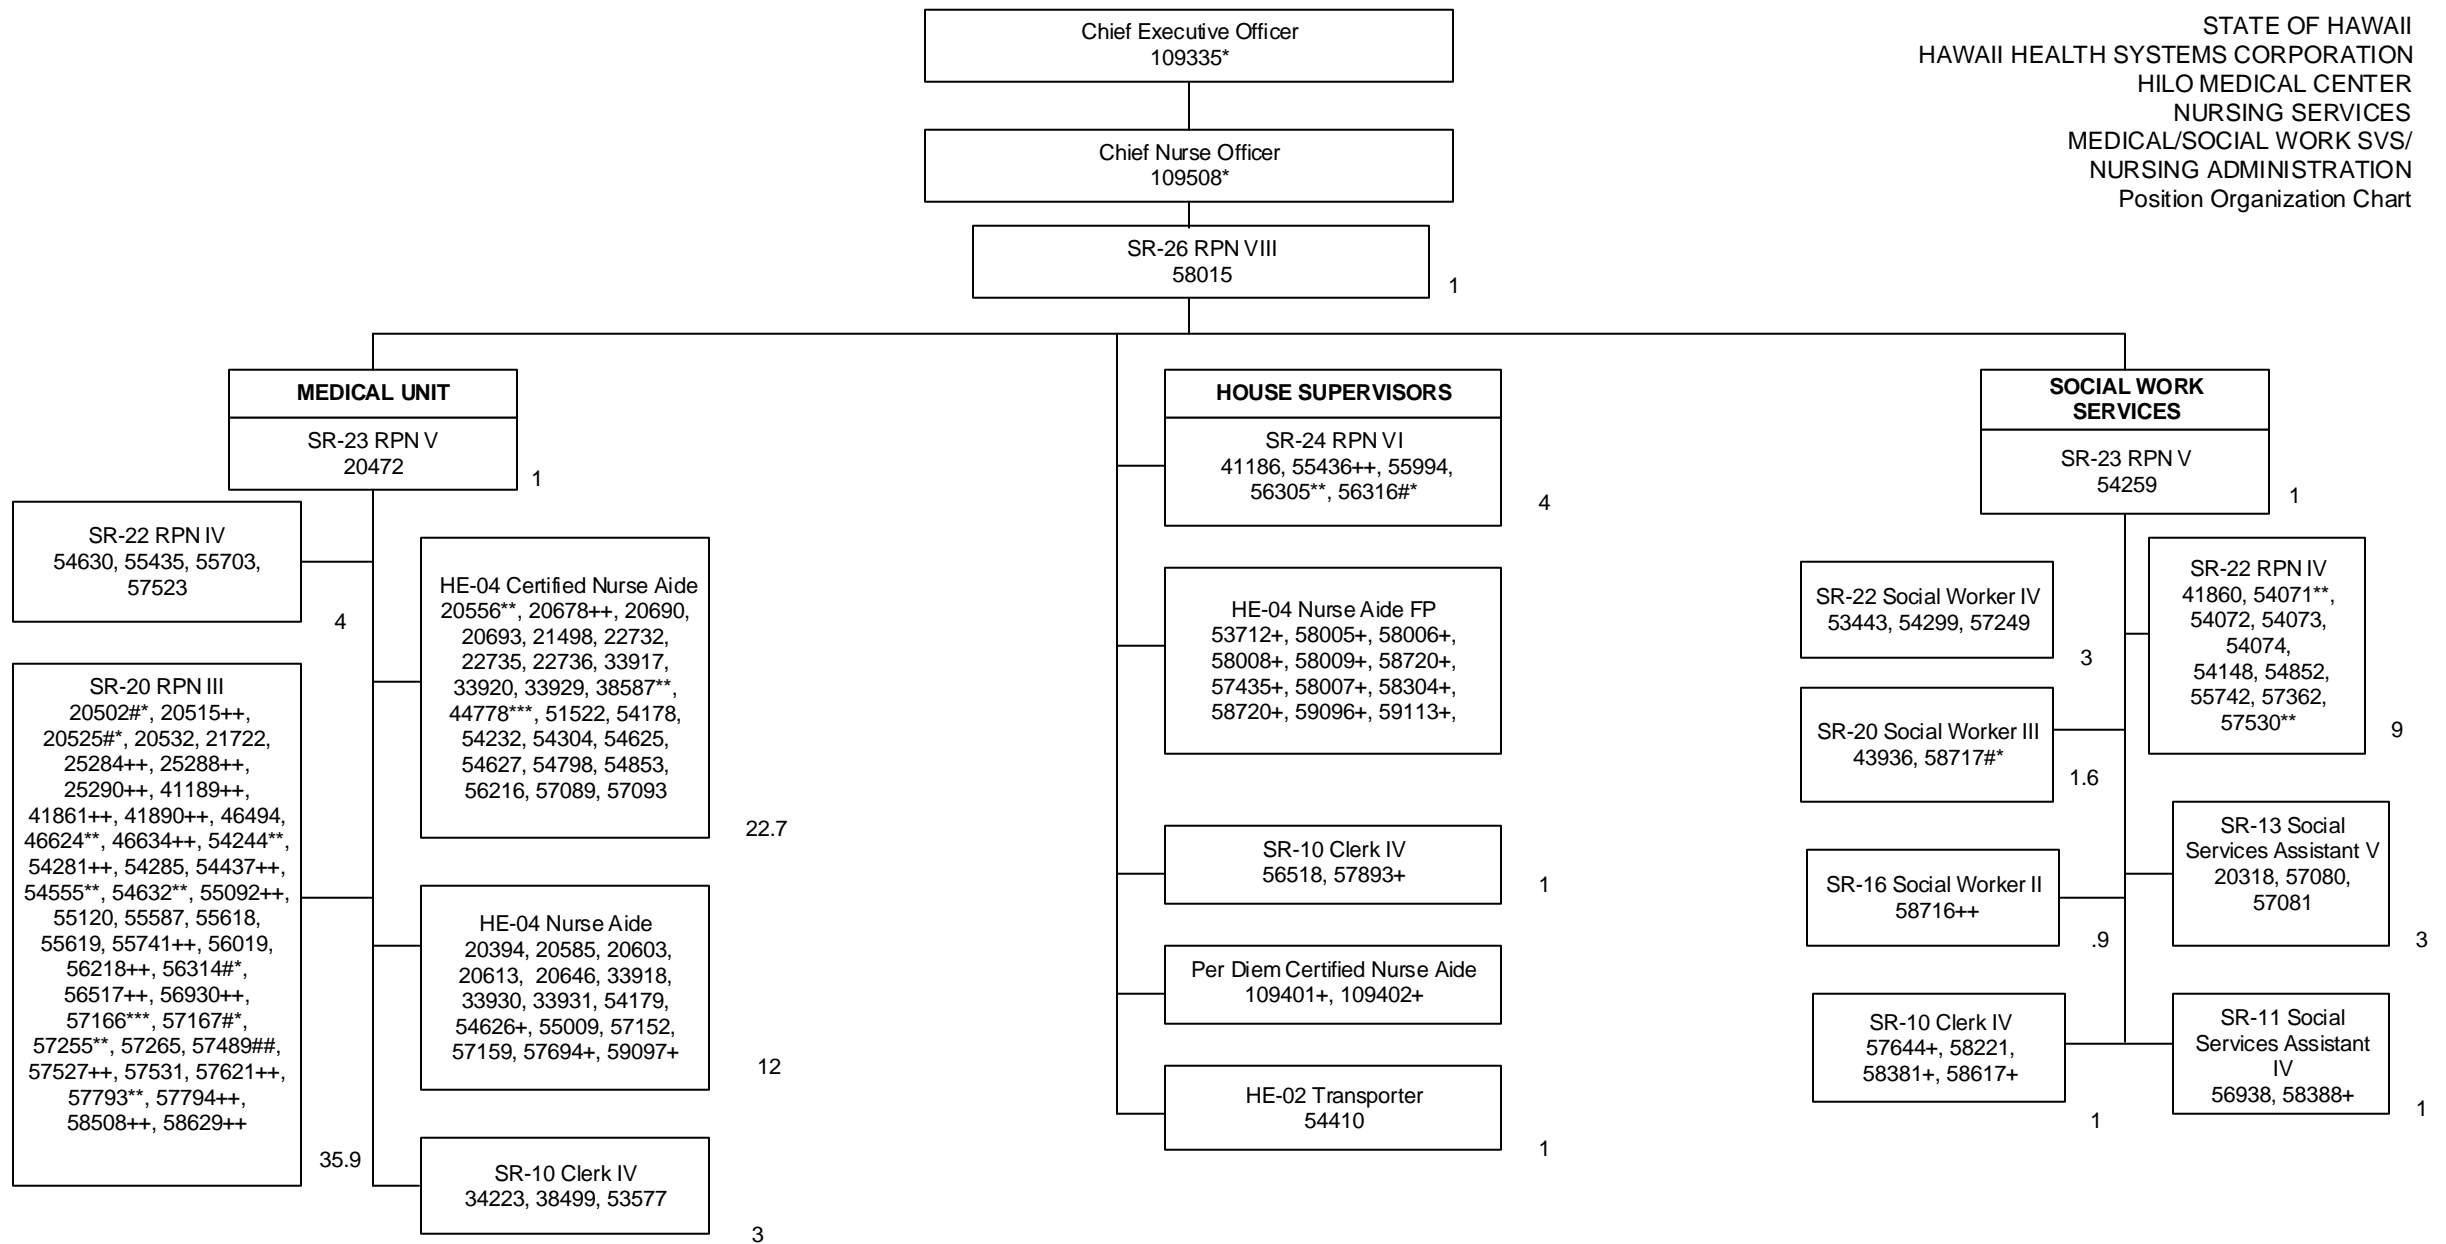 STATE OF HAWAII
HAWAII HEALTH SYSTEMS CORPORATION
HILO MEDICAL CENTER
NURSING SERVICES
MEDICAL/SOCIAL WORK SVS/
NURSING ADMINISTRATION
Position Organization Chart
Chief Executive Officer
109335*
Chief Nurse Officer
109508*
SR-26 RPN VIII
58015
1
MEDICAL UNIT
SR-23 RPN V
20472
1
SR-22 RPN IV
54630, 55435, 55703,
57523
4
SR-20 RPN III
20502#*, 20515++,
20525#*, 20532, 21722,
25284++, 25288++,
25290++, 41189++,
41861++, 41890++, 46494,
46624**, 46634++, 54244**,
54281++, 54285, 54437++,
54555**, 54632**, 55092++,
55120, 55587, 55618,
55619, 55741++, 56019,
56218++, 56314#*,
56517++, 56930++,
57166***, 57167#*,
57255**, 57265, 57489##,
57527++, 57531, 57621++,
57793**, 57794++,
58508++, 58629++
35.9
HE-04 Certified Nurse Aide
20556**, 20678++, 20690,
20693, 21498, 22732,
22735, 22736, 33917,
33920, 33929, 38587**,
44778***, 51522, 54178,
54232, 54304, 54625,
54627, 54798, 54853,
56216, 57089, 57093
22.7
HE-04 Nurse Aide
20394, 20585, 20603,
20613, 20646, 33918,
33930, 33931, 54179,
54626+, 55009, 57152,
57159, 57694+, 59097+
12
SR-10 Clerk IV
34223, 38499, 53577
3
HOUSE SUPERVISORS
SR-24 RPN VI
41186, 55436++, 55994,
56305**, 56316#*
4
HE-04 Nurse Aide FP
53712+, 58005+, 58006+,
58008+, 58009+, 58720+,
57435+, 58007+, 58304+,
58720+, 59096+, 59113+,
SR-10 Clerk IV
56518, 57893+
1
Per Diem Certified Nurse Aide
109401+, 109402+
HE-02 Transporter
54410
1
SOCIAL WORK
SERVICES
SR-23 RPN V
54259
1
SR-22 Social Worker IV
53443, 54299, 57249
3
SR-20 Social Worker III
43936, 58717#*
1.6
SR-16 Social Worker II
58716++
.9
SR-10 Clerk IV
57644+, 58221,
58381+, 58617+
1
SR-22 RPN IV
41860, 54071**,
54072, 54073,
54074,
54148, 54852,
55742, 57362,
57530**
9
SR-13 Social
Services Assistant V
20318, 57080,
57081
3
SR-11 Social
Services Assistant
IV
56938, 58388+
1